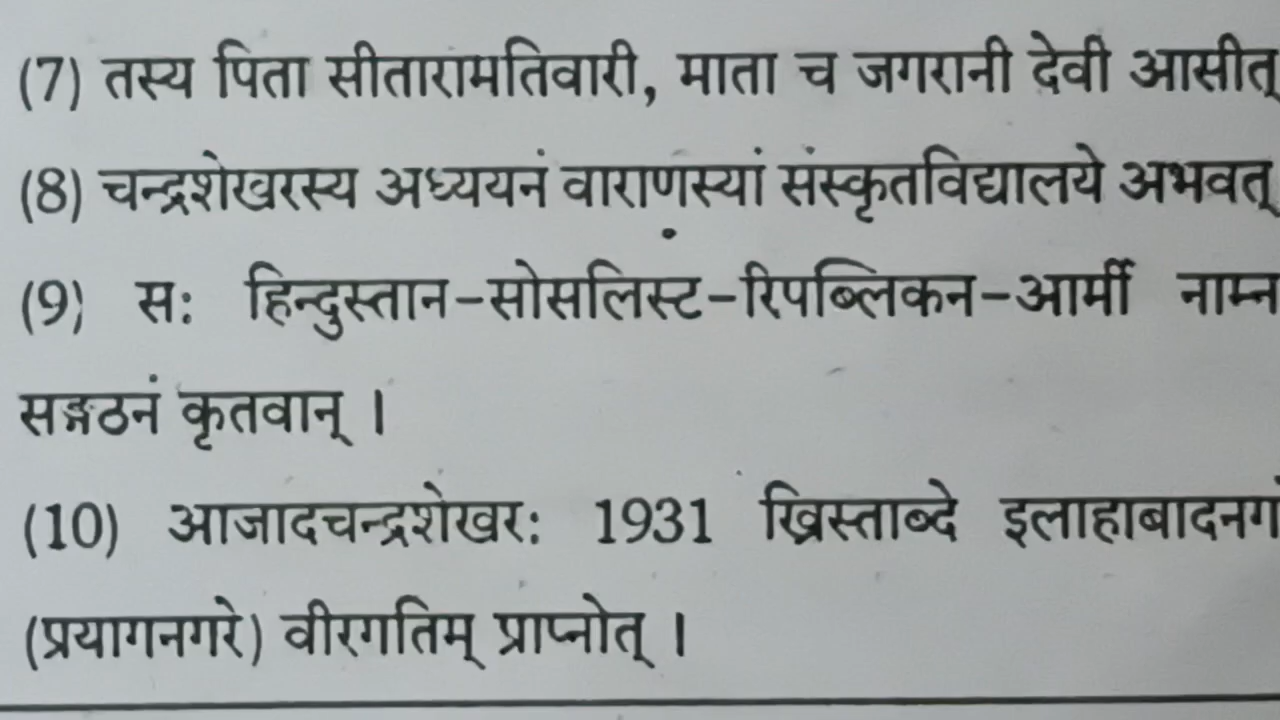 (7) तस्य पिता सीतारामतिवारी, माता च जगरानी देवी आसीत्
(8) चन्द्रशेखरस्य अध्ययनं वाराणस्यां संस्कृतविद्यालये अभवत्
(9) सः हिन्दुस्तान-सोसलिस्ट-रिपब्लिकन-आर्मी नाम्न
सङ्गठनं कृतवान् ।
(10) आजादचन्द्रशेखरः 1931 ख्रिस्ताब्दे इलाहाबादनग
(प्रयागनगरे) वीरगतिम् प्राप्नोत् ।